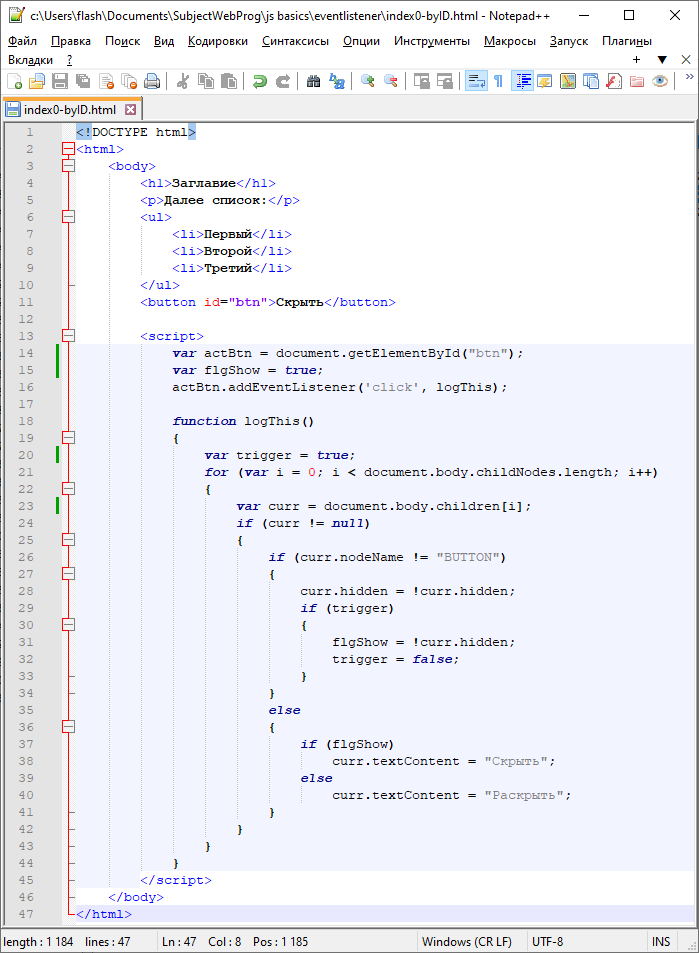 c:\Users\flash\Documents\SubjectWebProg\js basics\eventlistener\index0-byID.html - Notepad++
Файл Правка Поиск Вид Кодировки Синтаксисы Опции Инструменты Макросы Запуск Плагины
Вкладки ? + ▼ X
index0-byID.html
1 <!DOCTYPE html>
2 <html>
3 <body>
4 <h1>Заглавие</h1>
5 <p>Далее список:</p>
6 <ul>
7 <li>Первый</li>
8 <li>Второй</li>
9 <li>Третий</li>
10 </ul>
11 <button id="btn">Скрыть</button>
12
13 <script>
14 var actBtn = document.getElementById("btn");
15 var flgShow = true;
16 actBtn.addEventListener('click', logThis);
17
18 function logThis()
19 {
20 var trigger = true;
21 for (var i = 0; i < document.body.childNodes.length; i++)
22 {
23 var curr = document.body.children[i];
24 if (curr != null)
25 {
26 if (curr.nodeName != "BUTTON")
27 {
28 curr.hidden = !curr.hidden;
29 if (trigger)
30 {
31 flgShow = !curr.hidden;
32 trigger = false;
33 }
34 }
35 else
36 {
37 if (flgShow)
38 curr.textContent = "Скрыть";
39 else
40 curr.textContent = "Раскрыть";
41 }
42 }
43 }
44 }
45 </script>
46 </body>
47 </html>
length : 1 184 lines : 47 Ln : 47 Col : 8 Pos : 1 185 Windows (CR LF) UTF-8 INS